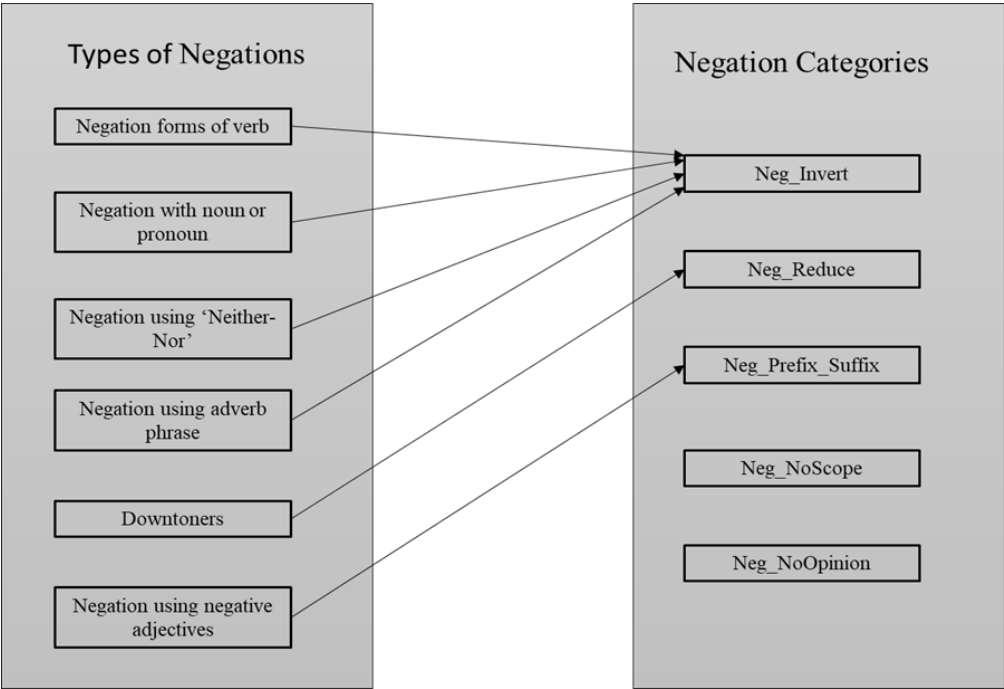 Types of Negations
Negation forms of verb
Negation with noun or
pronoun
Negation using ‘Neither-
Nor’
Negation using adverb
phrase
Downtoners
Negation using negative
adjectives
Negation Categories
Neg_Invert
Neg_Reduce
Neg_Prefix_Suffix
Neg_NoScope
Neg_NoOpinion